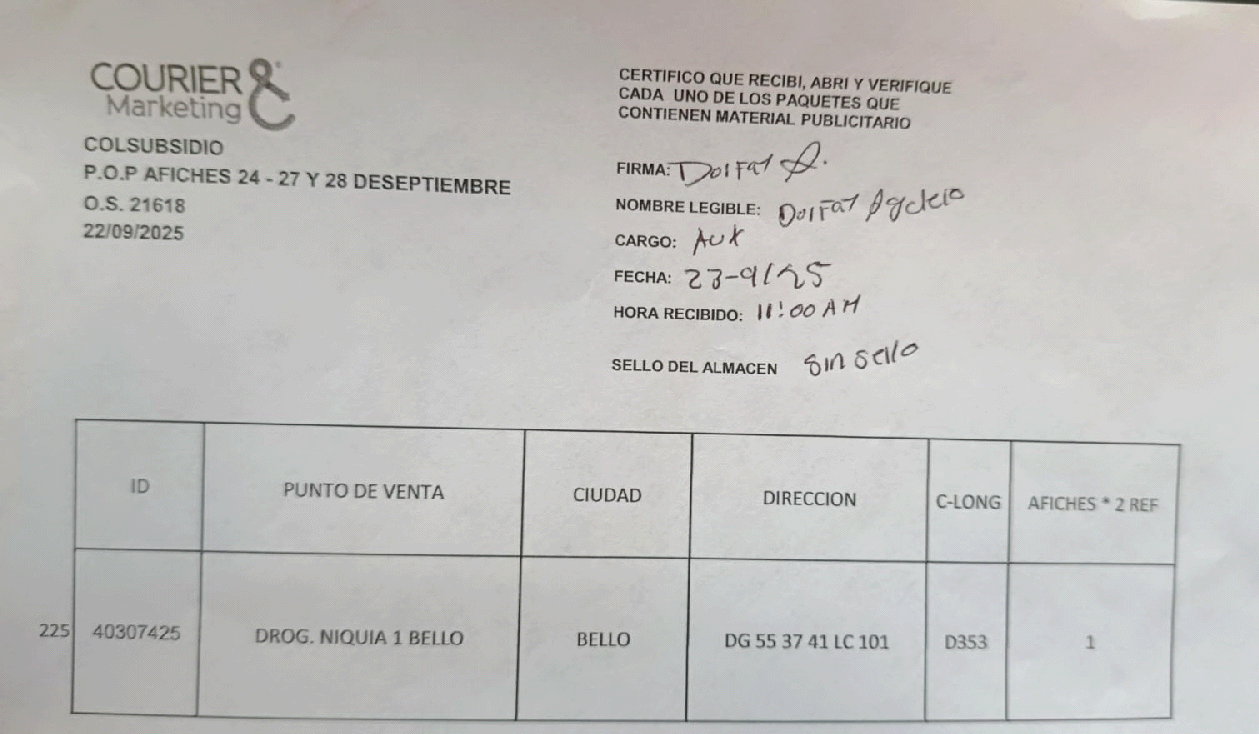 COURIER &
Marketing
COLSUBSIDIO
P.O.P AFICHES 24 - 27 Y 28 DESEPTIEMBRE
O.S. 21618
22/09/2025
CERTIFICO QUE RECIBI, ABRI Y VERIFIQUE
CADA UNO DE LOS PAQUETES QUE
CONTIENEN MATERIAL PUBLICITARIO
FIRMA:
NOMBRE LEGIBLE:
CARGO: AUX
FECHA: 23-9/25
HORA RECIBIDO: 11:00 AM
SELLO DEL ALMACEN Sin Sello
ID PUNTO DE VENTA CIUDAD DIRECCION C-LONG AFICHES * 2 REF
225 40307425 DROG. NIQUIA 1 BELLO BELLO DG 55 37 41 LC 101 D353 1